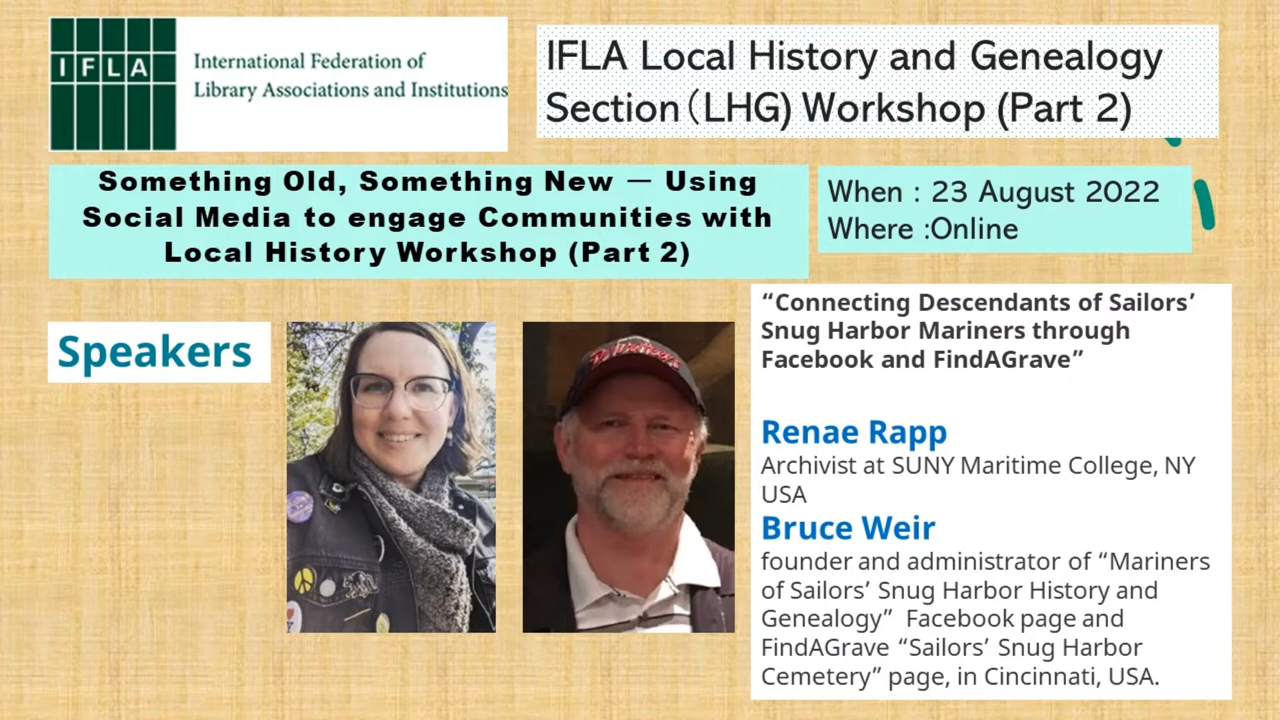 IFLA
International Federation of
Library Associations and Institutions
IFLA Local History and Genealogy
Section (LHG) Workshop (Part 2)
Something Old, Something New — Using
Social Media to engage Communities with
Local History Workshop (Part 2)
When : 23 August 2022
Where :Online
Speakers
“Connecting Descendants of Sailors’
Snug Harbor Mariners through
Facebook and FindAGrave”
Renae Rapp
Archivist at SUNY Maritime College, NY
USA
Bruce Weir
founder and administrator of “Mariners
of Sailors’ Snug Harbor History and
Genealogy” Facebook page and
FindAGrave “Sailors’ Snug Harbor
Cemetery” page, in Cincinnati, USA.